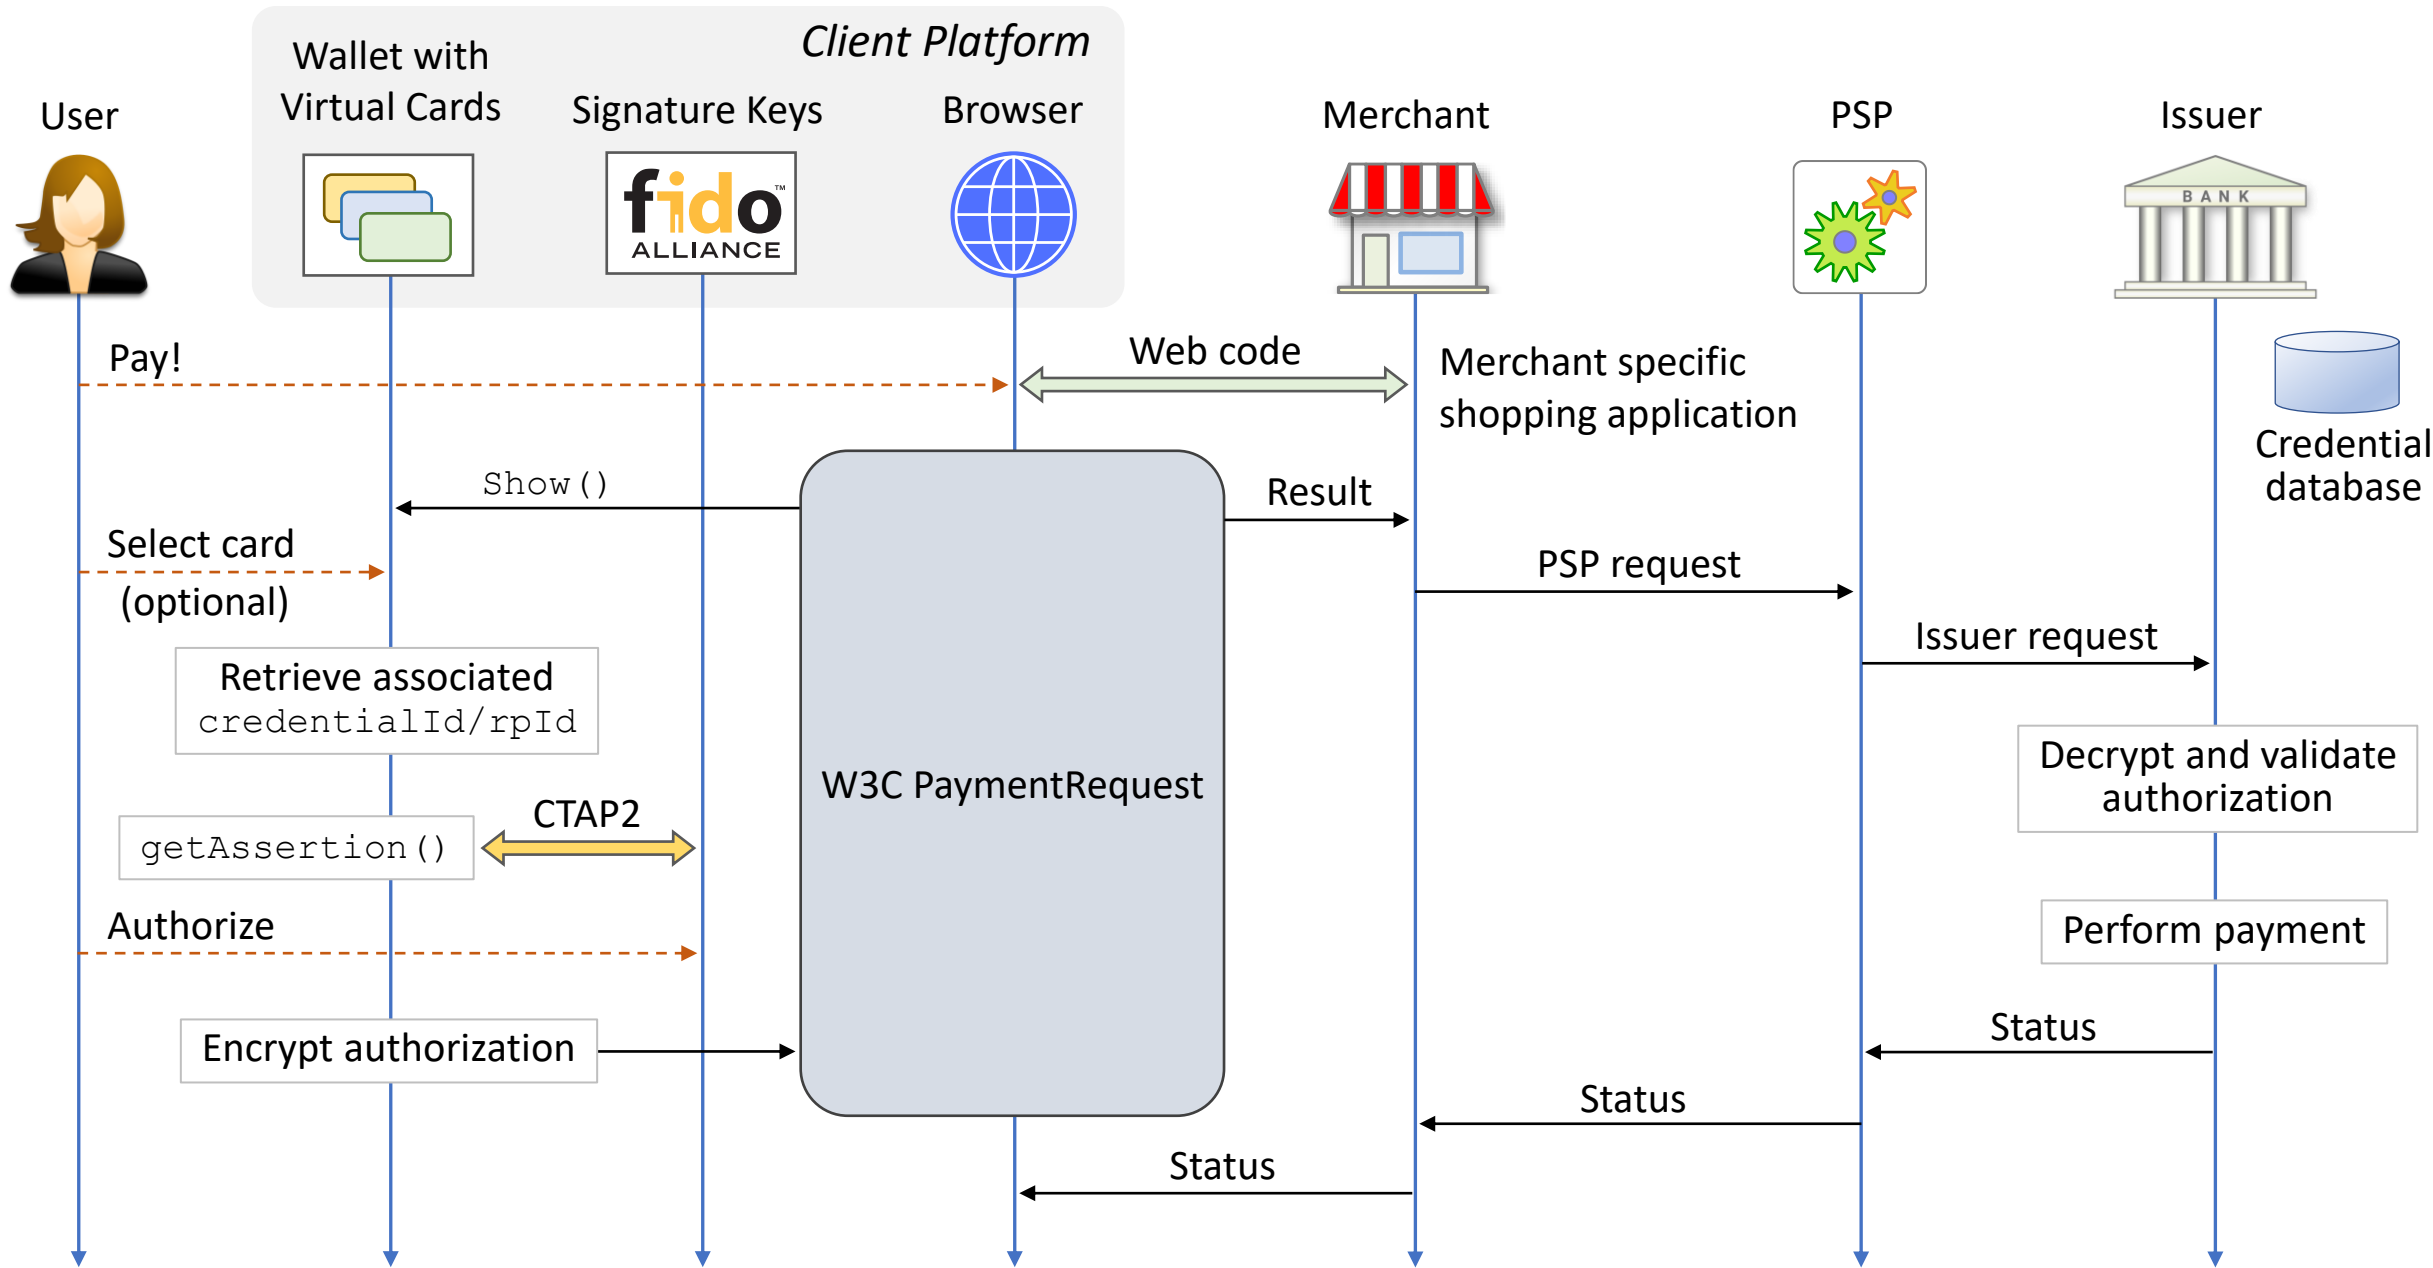 Client Platform
Wallet with
Virtual Cards
User
Signature Keys
Browser
Merchant
PSP
Issuer
fido™
ALLIANCE
BANK
Pay!
Web code
Merchant specific
shopping application
Credential
database
Show()
Result
Select card
(optional)
PSP request
Issuer request
Retrieve associated
credentialId/rpId
W3C PaymentRequest
Decrypt and validate
authorization
CTAP2
getAssertion()
Authorize
Perform payment
Encrypt authorization
Status
Status
Status